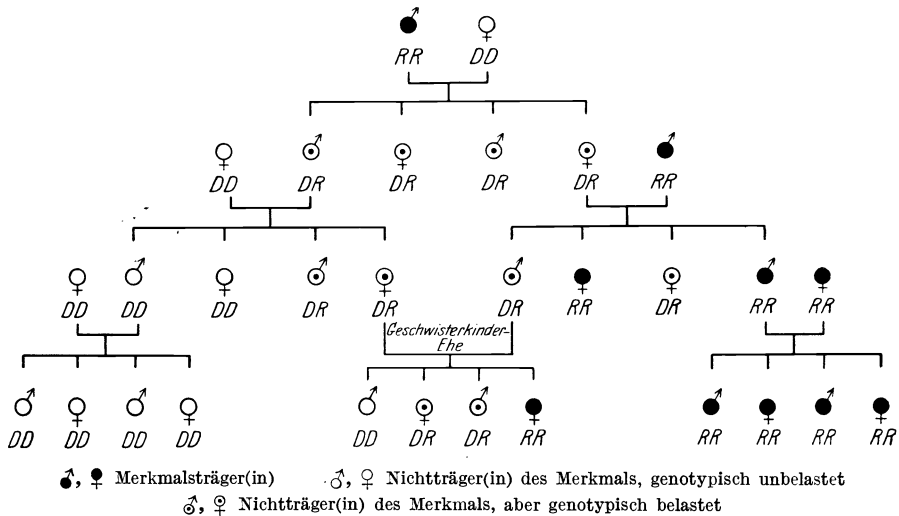 RR DD
DD DR DR DR DR RR
DD DD DD DR DR DR RR DR RR RR
Geschwisterkinder-
Ehe
DD DD DD DD DD DR DR RR RR RR RR RR
♂, ♀ Merkmalsträger(in) ♂, ♀ Nichtträger(in) des Merkmals, genotypisch unbelastet
♂, ♀ Nichtträger(in) des Merkmals, aber genotypisch belastet